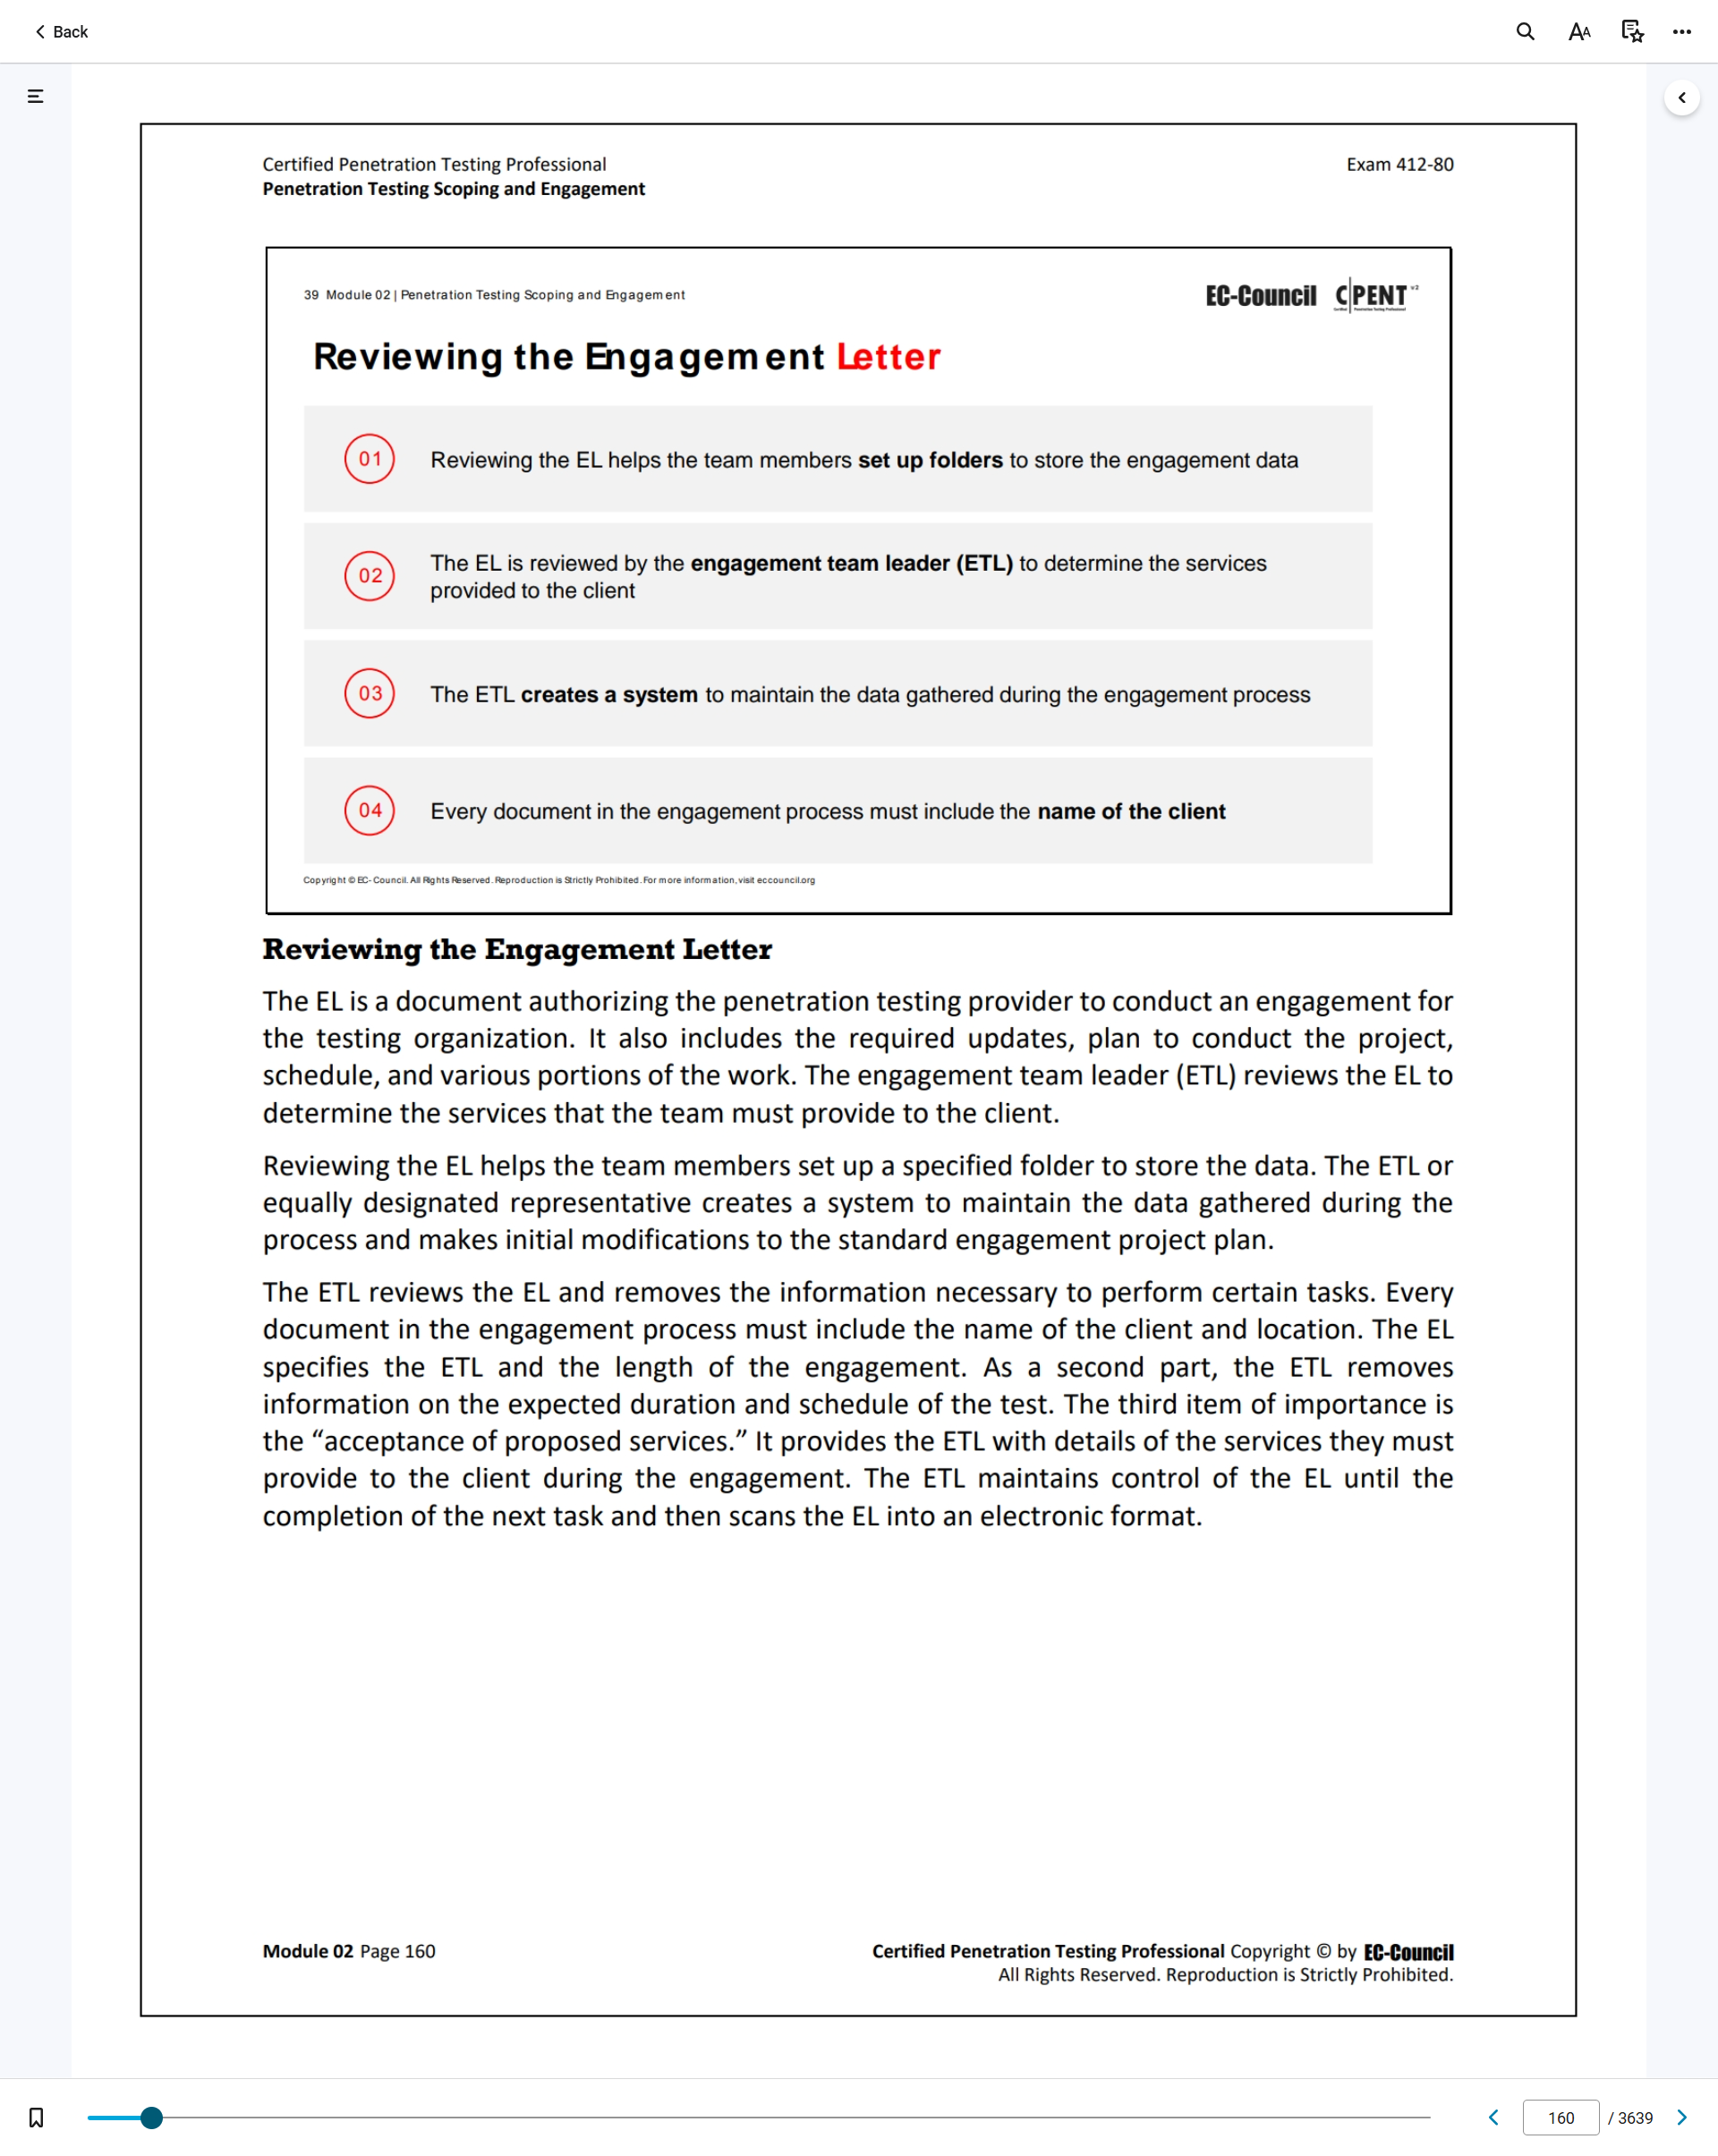 Back
Certified Penetration Testing Professional
Exam 412-80
Penetration Testing Scoping and Engagement
39 Module 02 | Penetration Testing Scoping and Engagement
EC-Council CPENT v2
Reviewing the Engagement Letter
01 Reviewing the EL helps the team members set up folders to store the engagement data
02 The EL is reviewed by the engagement team leader (ETL) to determine the services
provided to the client
03 The ETL creates a system to maintain the data gathered during the engagement process
04 Every document in the engagement process must include the name of the client
Copyright © EC- Council. All Rights Reserved. Reproduction is Strictly Prohibited. For more information, visit eccouncil.org
Reviewing the Engagement Letter
The EL is a document authorizing the penetration testing provider to conduct an engagement for
the testing organization. It also includes the required updates, plan to conduct the project,
schedule, and various portions of the work. The engagement team leader (ETL) reviews the EL to
determine the services that the team must provide to the client.
Reviewing the EL helps the team members set up a specified folder to store the data. The ETL or
equally designated representative creates a system to maintain the data gathered during the
process and makes initial modifications to the standard engagement project plan.
The ETL reviews the EL and removes the information necessary to perform certain tasks. Every
document in the engagement process must include the name of the client and location. The EL
specifies the ETL and the length of the engagement. As a second part, the ETL removes
information on the expected duration and schedule of the test. The third item of importance is
the “acceptance of proposed services.” It provides the ETL with details of the services they must
provide to the client during the engagement. The ETL maintains control of the EL until the
completion of the next task and then scans the EL into an electronic format.
Module 02 Page 160
Certified Penetration Testing Professional Copyright © by EC-Council
All Rights Reserved. Reproduction is Strictly Prohibited.
160 / 3639